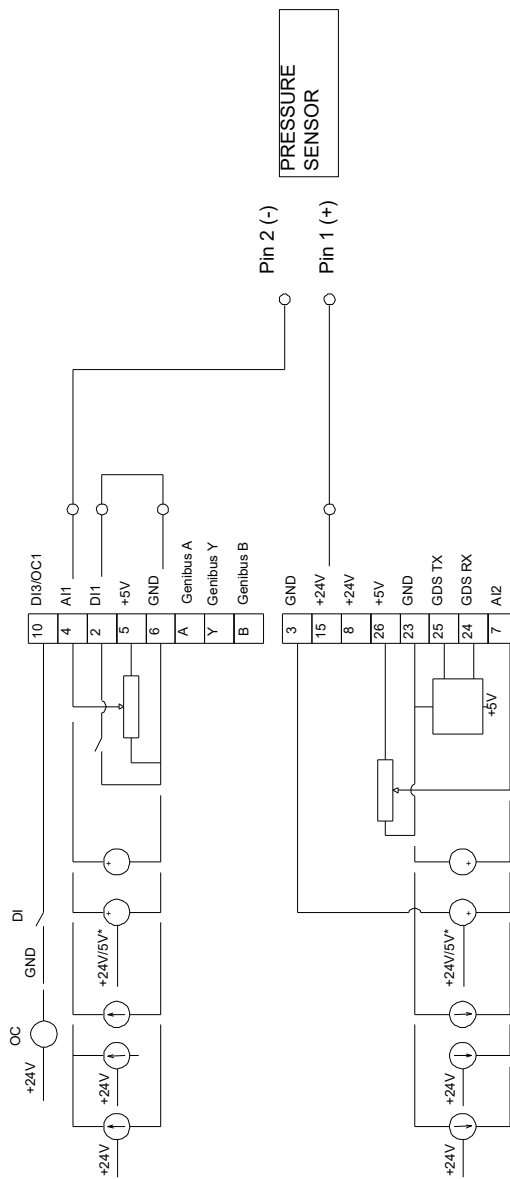 PRESSURE
SENSOR
Pin 2 (-)
Pin 1 (+)
10
DI3/OC1
4
AI1
2
DI1
5
+5V
6
GND
A
Genibus A
Y
Genibus Y
B
Genibus B
3
GND
15
+24V
8
+24V
26
+5V
23
GND
25
GDS TX
24
GDS RX
7
AI2
+5V
DI
GND
OC
+24V
+
+
+24V/5V*
+24V
+24V
+
+
+24V/5V*
+24V
+24V